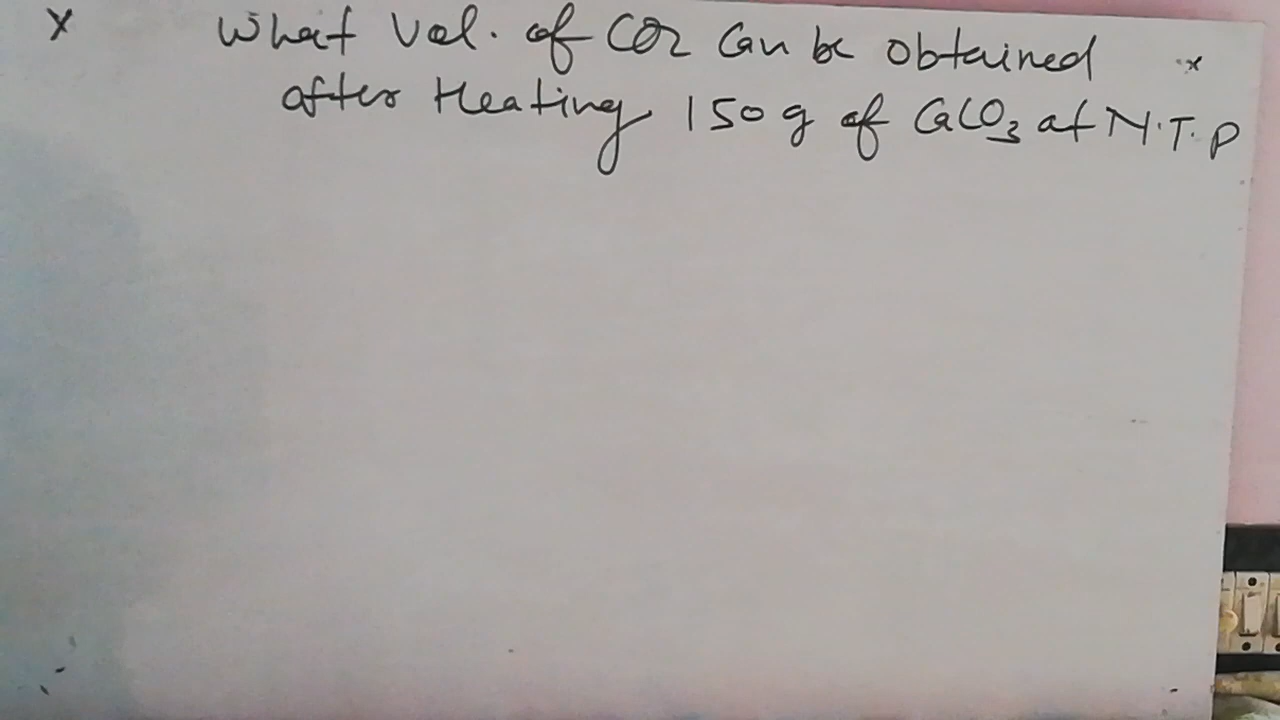 x What Vol. of CO2 Can be Obtained x
after Heating 150 g of CaCO3 at N.T.P